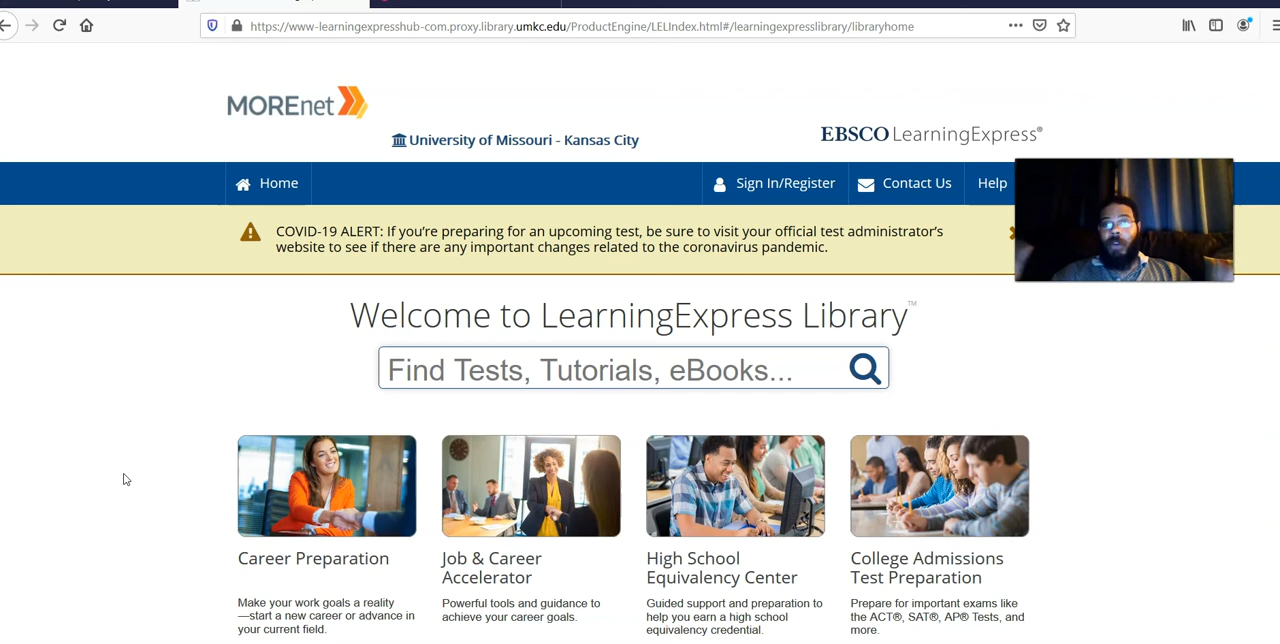 https://www-learningexpresshub-com.proxy.library.umkc.edu/ProductEngine/LELIndex.html#/learningexpresslibrary/libraryhome
MOREnet
University of Missouri - Kansas City
EBSCO LearningExpress®
Home
Sign In/Register
Contact Us
Help
COVID-19 ALERT: If you're preparing for an upcoming test, be sure to visit your official test administrator's
website to see if there are any important changes related to the coronavirus pandemic.
Welcome to LearningExpress Library™
Find Tests, Tutorials, eBooks...
Career Preparation
Make your work goals a reality
—start a new career or advance in
your current field.
Job & Career
Accelerator
Powerful tools and guidance to
achieve your career goals.
High School
Equivalency Center
Guided support and preparation to
help you earn a high school
equivalency credential.
College Admissions
Test Preparation
Prepare for important exams like
the ACT®, SAT®, AP® Tests, and
more.